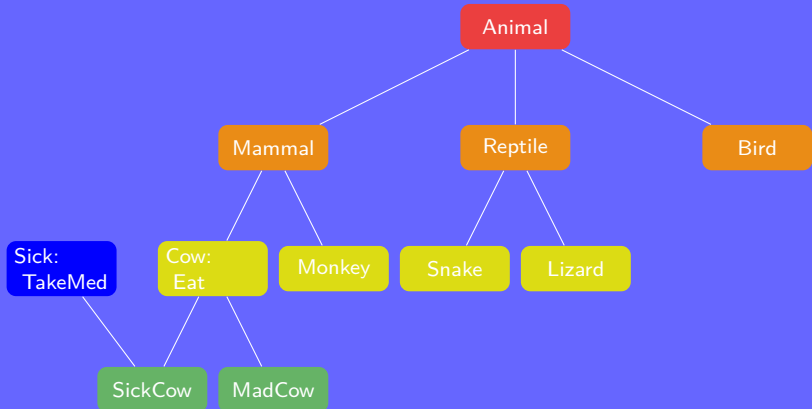 Animal
Mammal
Reptile
Bird
Sick:
TakeMed
Cow:
Eat
Monkey
Snake
Lizard
SickCow
MadCow